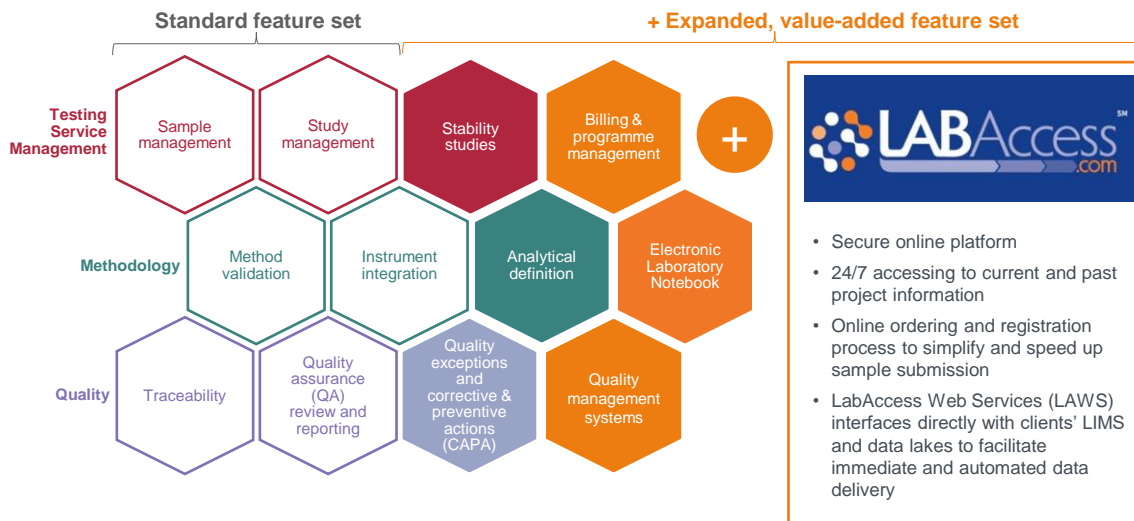 Standard feature set
+ Expanded, value-added feature set
Testing
Service
Management
Sample
management
Study
management
Stability
studies
Billing &
programme
management
+
Methodology
Method
validation
Instrument
integration
Analytical
definition
Electronic
Laboratory
Notebook
Quality
Traceability
Quality
assurance
(QA)
review and
reporting
Quality
exceptions
and
corrective &
preventive
actions
(CAPA)
Quality
management
systems
LABAccess℠
.com
• Secure online platform
• 24/7 accessing to current and past
project information
• Online ordering and registration
process to simplify and speed up
sample submission
• LabAccess Web Services (LAWS)
interfaces directly with clients’ LIMS
and data lakes to facilitate
immediate and automated data
delivery